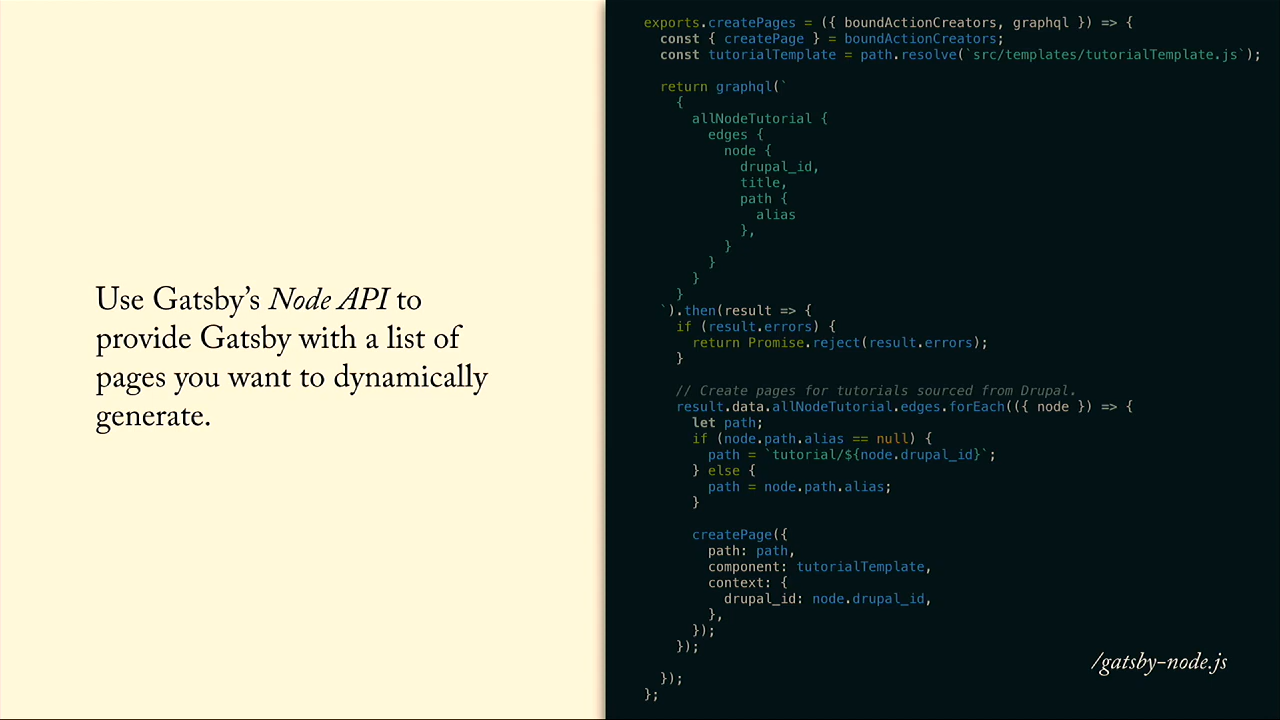 Use Gatsby’s Node API to
provide Gatsby with a list of
pages you want to dynamically
generate.
exports.createPages = ({ boundActionCreators, graphql }) => {
  const { createPage } = boundActionCreators;
  const tutorialTemplate = path.resolve(`src/templates/tutorialTemplate.js`);

  return graphql(`
    {
      allNodeTutorial {
        edges {
          node {
            drupal_id,
            title,
            path {
              alias
            },
          }
        }
      }
    }
  `).then(result => {
    if (result.errors) {
      return Promise.reject(result.errors);
    }

    // Create pages for tutorials sourced from Drupal.
    result.data.allNodeTutorial.edges.forEach(({ node }) => {
      let path;
      if (node.path.alias == null) {
        path = `tutorial/${node.drupal_id}`;
      } else {
        path = node.path.alias;
      }

      createPage({
        path: path,
        component: tutorialTemplate,
        context: {
          drupal_id: node.drupal_id,
        },
      });
    });

  });
};
/gatsby-node.js